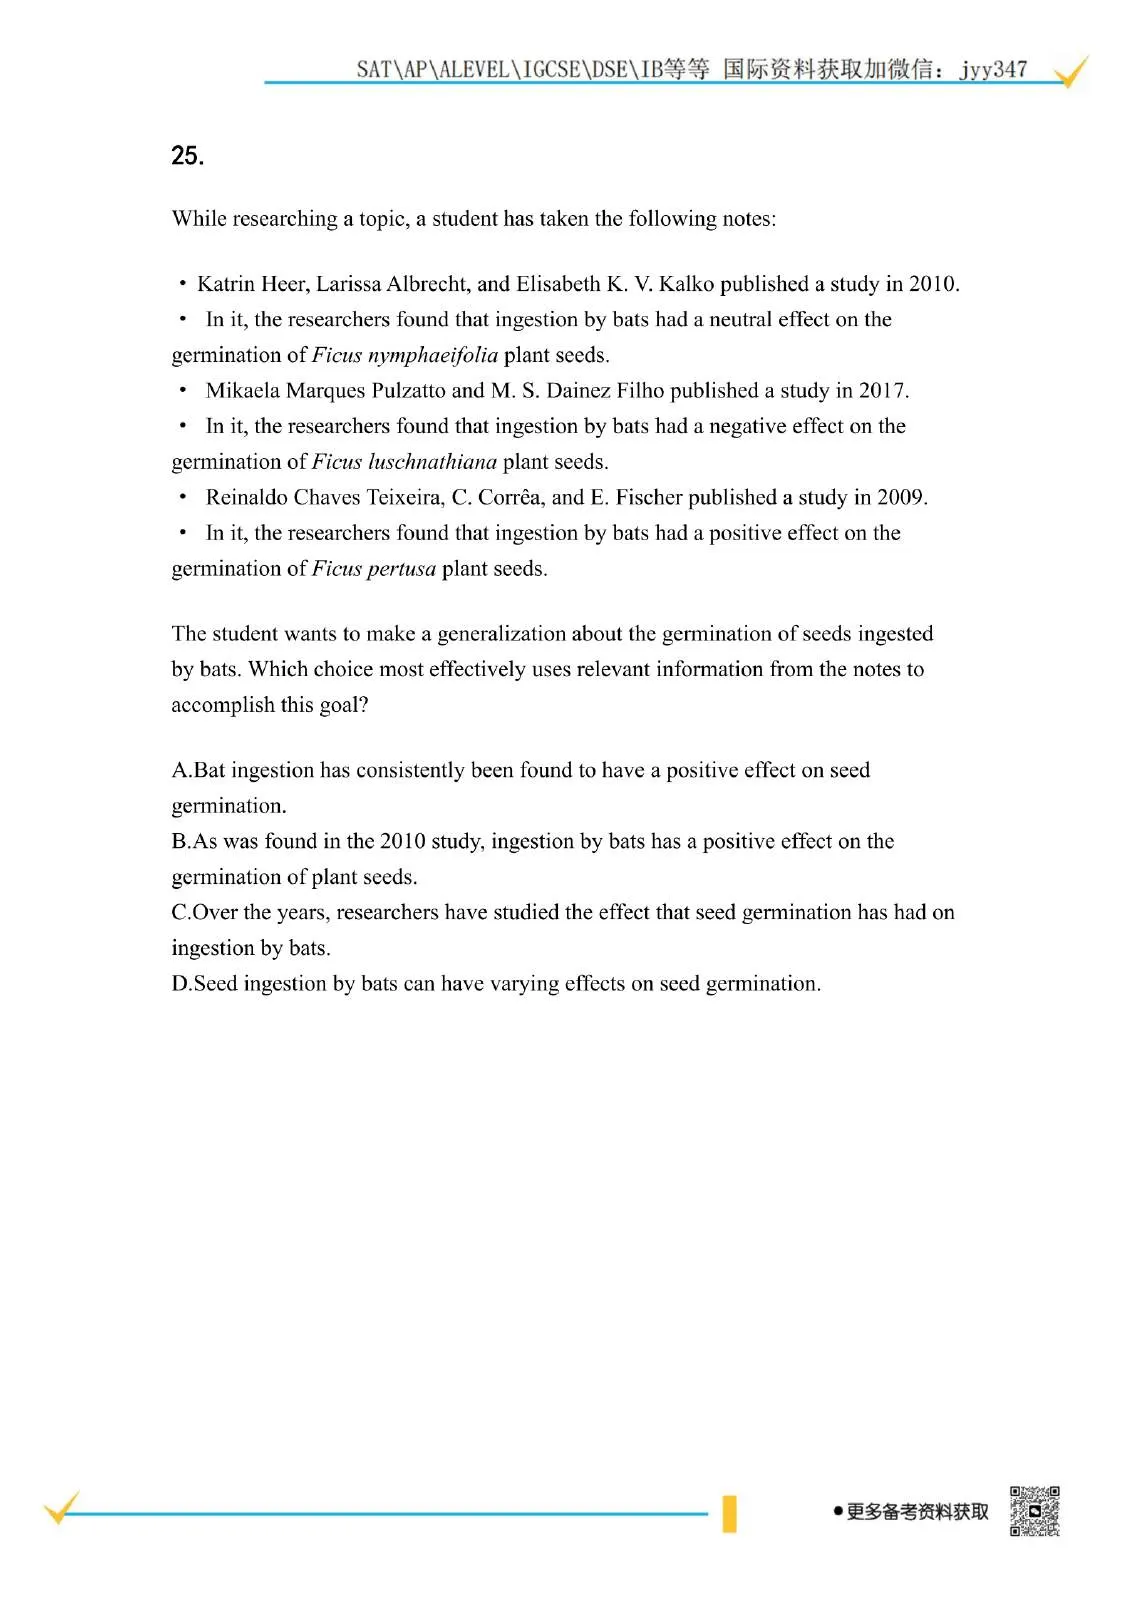 SAT\AP\ALEVEL\IGCSE\DSE\IB等等 国际资料获取加微信：jyy347
25.
While researching a topic, a student has taken the following notes:
• Katrin Heer, Larissa Albrecht, and Elisabeth K. V. Kalko published a study in 2010.
• In it, the researchers found that ingestion by bats had a neutral effect on the
germination of Ficus nymphaeifolia plant seeds.
• Mikaela Marques Pulzatto and M. S. Dainez Filho published a study in 2017.
• In it, the researchers found that ingestion by bats had a negative effect on the
germination of Ficus luschnathiana plant seeds.
• Reinaldo Chaves Teixeira, C. Corrêa, and E. Fischer published a study in 2009.
• In it, the researchers found that ingestion by bats had a positive effect on the
germination of Ficus pertusa plant seeds.
The student wants to make a generalization about the germination of seeds ingested
by bats. Which choice most effectively uses relevant information from the notes to
accomplish this goal?
A.Bat ingestion has consistently been found to have a positive effect on seed
germination.
B.As was found in the 2010 study, ingestion by bats has a positive effect on the
germination of plant seeds.
C.Over the years, researchers have studied the effect that seed germination has had on
ingestion by bats.
D.Seed ingestion by bats can have varying effects on seed germination.
•更多备考资料获取